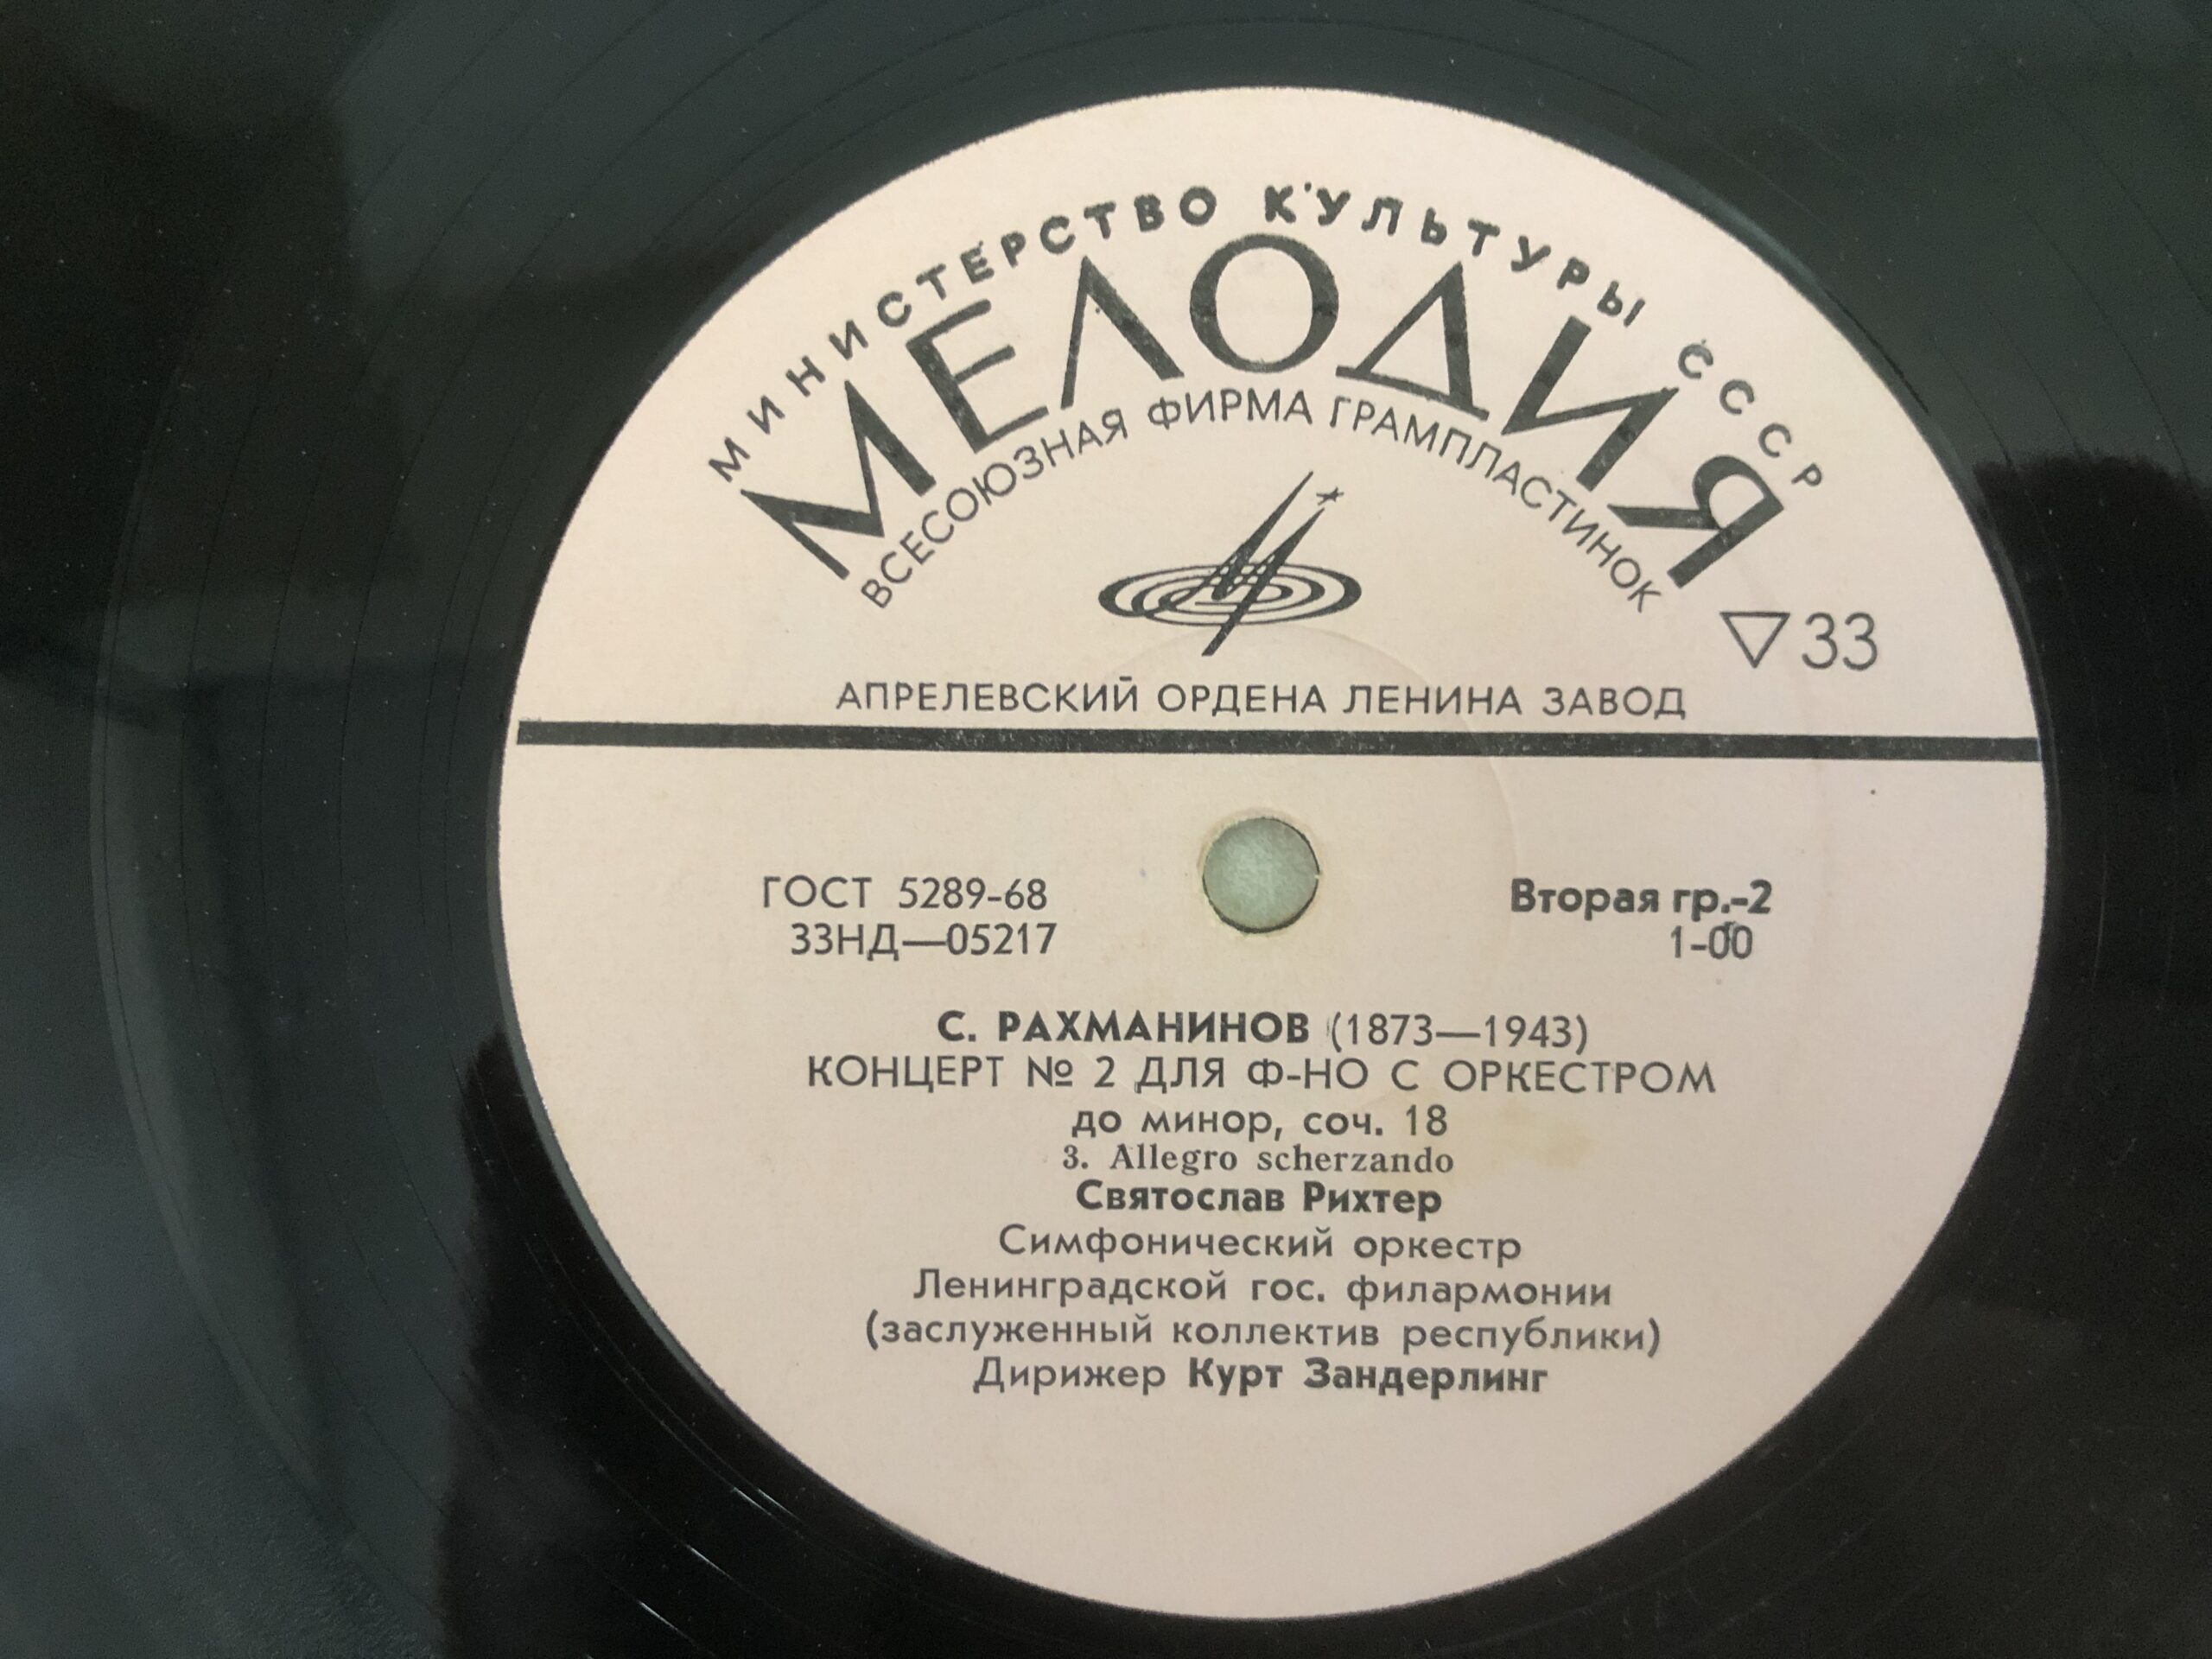 МИНИСТЕРСТВО КУЛЬТУРЫ СССР
МЕЛОДИЯ
ВСЕСОЮЗНАЯ ФИРМА ГРАМПЛАСТИНОК
▽33
АПРЕЛЕВСКИЙ ОРДЕНА ЛЕНИНА ЗАВОД
ГОСТ 5289-68
33НД—05217
Вторая гр.-2
1-00
С. РАХМАНИНОВ (1873—1943)
КОНЦЕРТ № 2 ДЛЯ Ф-НО С ОРКЕСТРОМ
до минор, соч. 18
3. Allegro scherzando
Святослав Рихтер
Симфонический оркестр
Ленинградской гос. филармонии
(заслуженный коллектив республики)
Дирижер Курт Зандерлинг